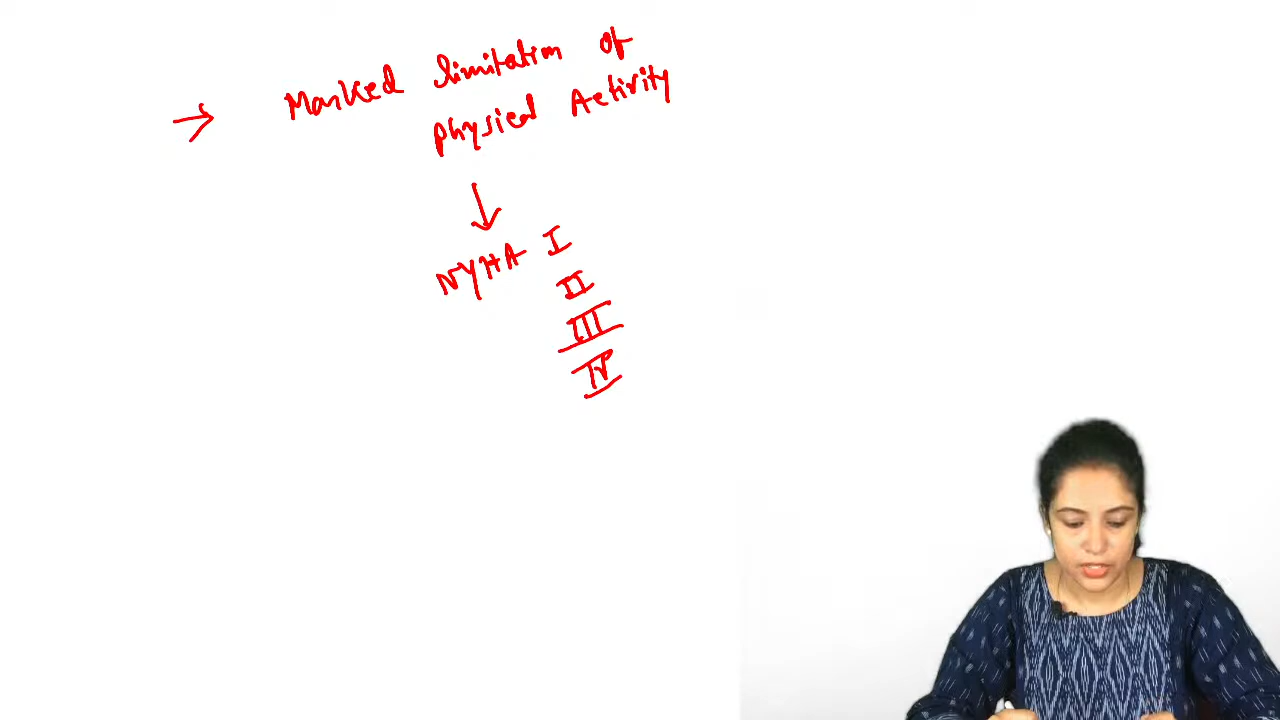 → Marked limitation of
Physical Activity
↓
NYHA I
II
III
IV